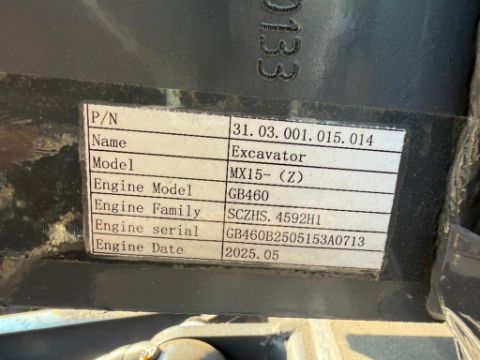 0133
P/N 31.03.001.015.014
Name Excavator
Model MX15-(Z)
Engine Model GB460
Engine Family SCZHS.4592H1
Engine serial GB460B2505153A0713
Engine Date 2025.05